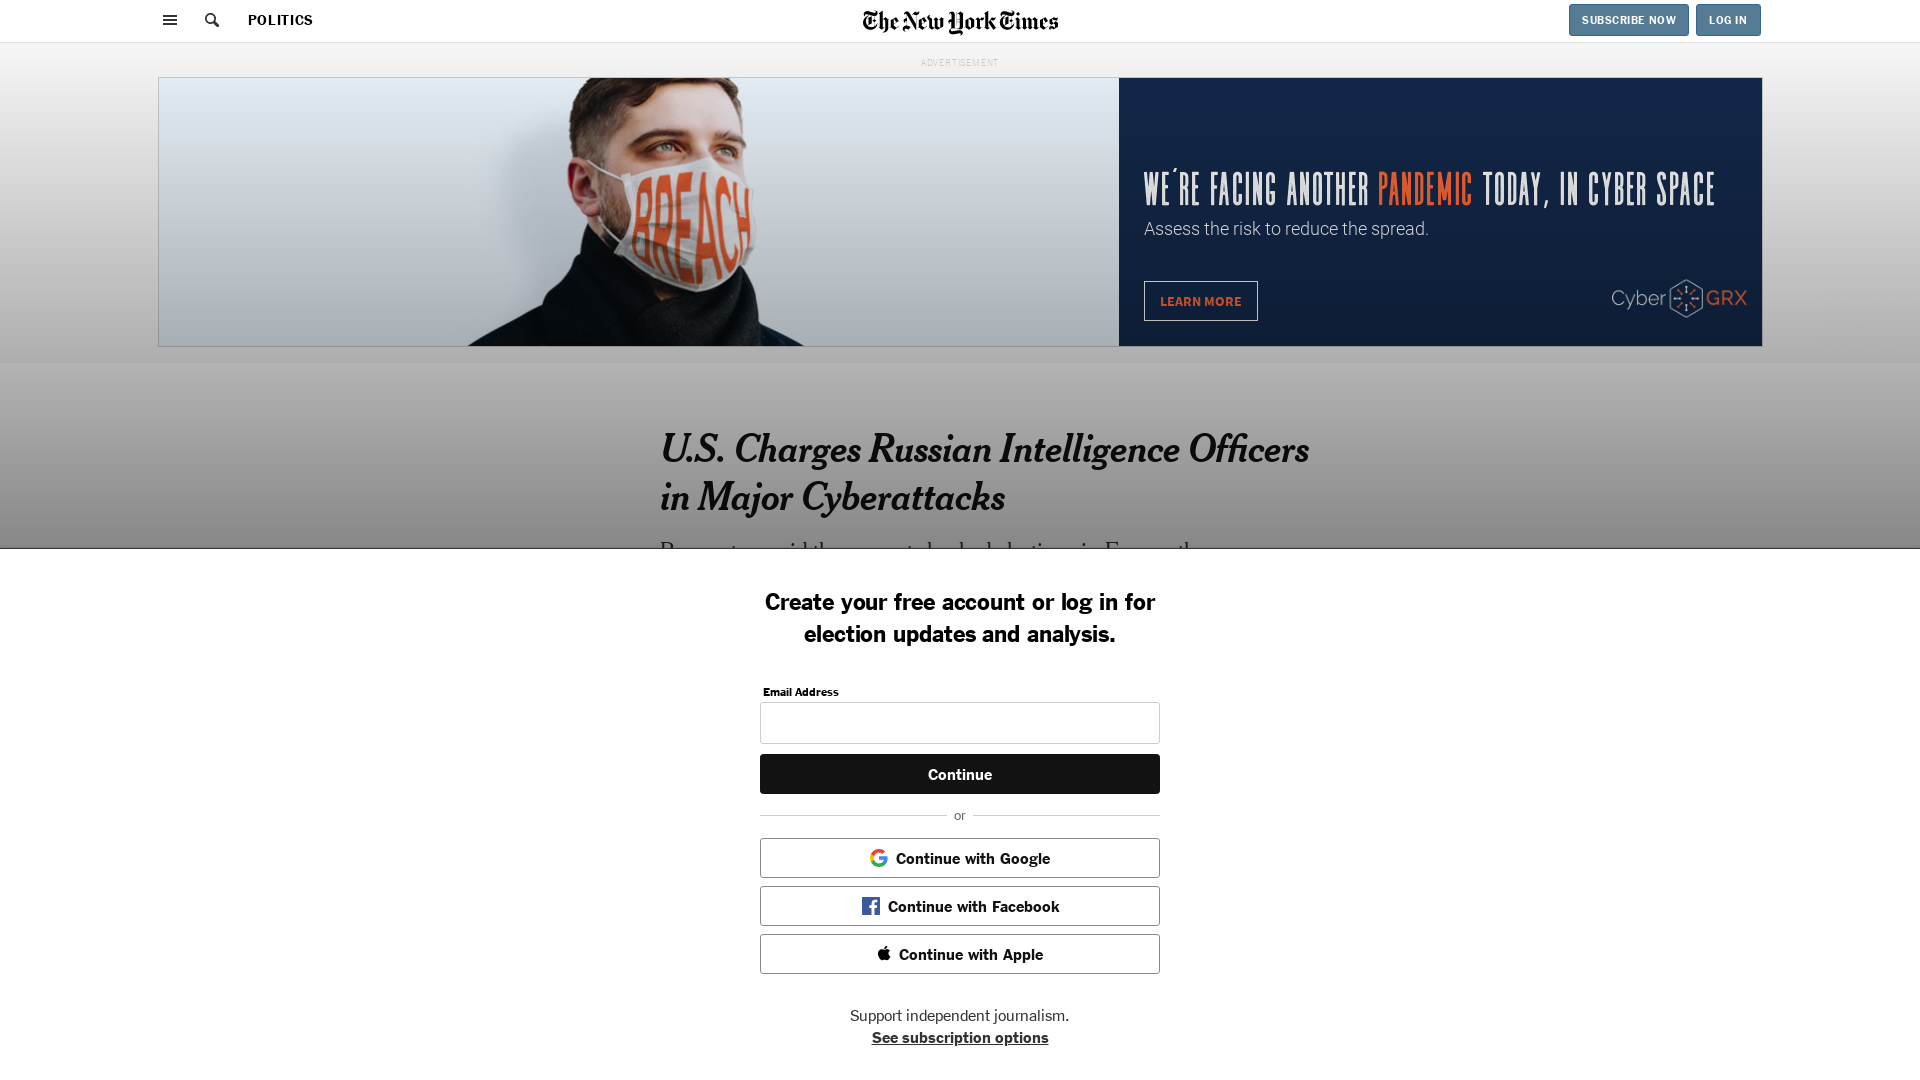 POLITICS
The New York Times
SUBSCRIBE NOW
LOG IN
ADVERTISEMENT
BREACH
WE'RE FACING ANOTHER PANDEMIC TODAY, IN CYBER SPACE
Assess the risk to reduce the spread.
LEARN MORE
CyberGRX
U.S. Charges Russian Intelligence Officers
in Major Cyberattacks
Create your free account or log in for
election updates and analysis.
Email Address
Continue
or
Continue with Google
Continue with Facebook
Continue with Apple
Support independent journalism.
See subscription options